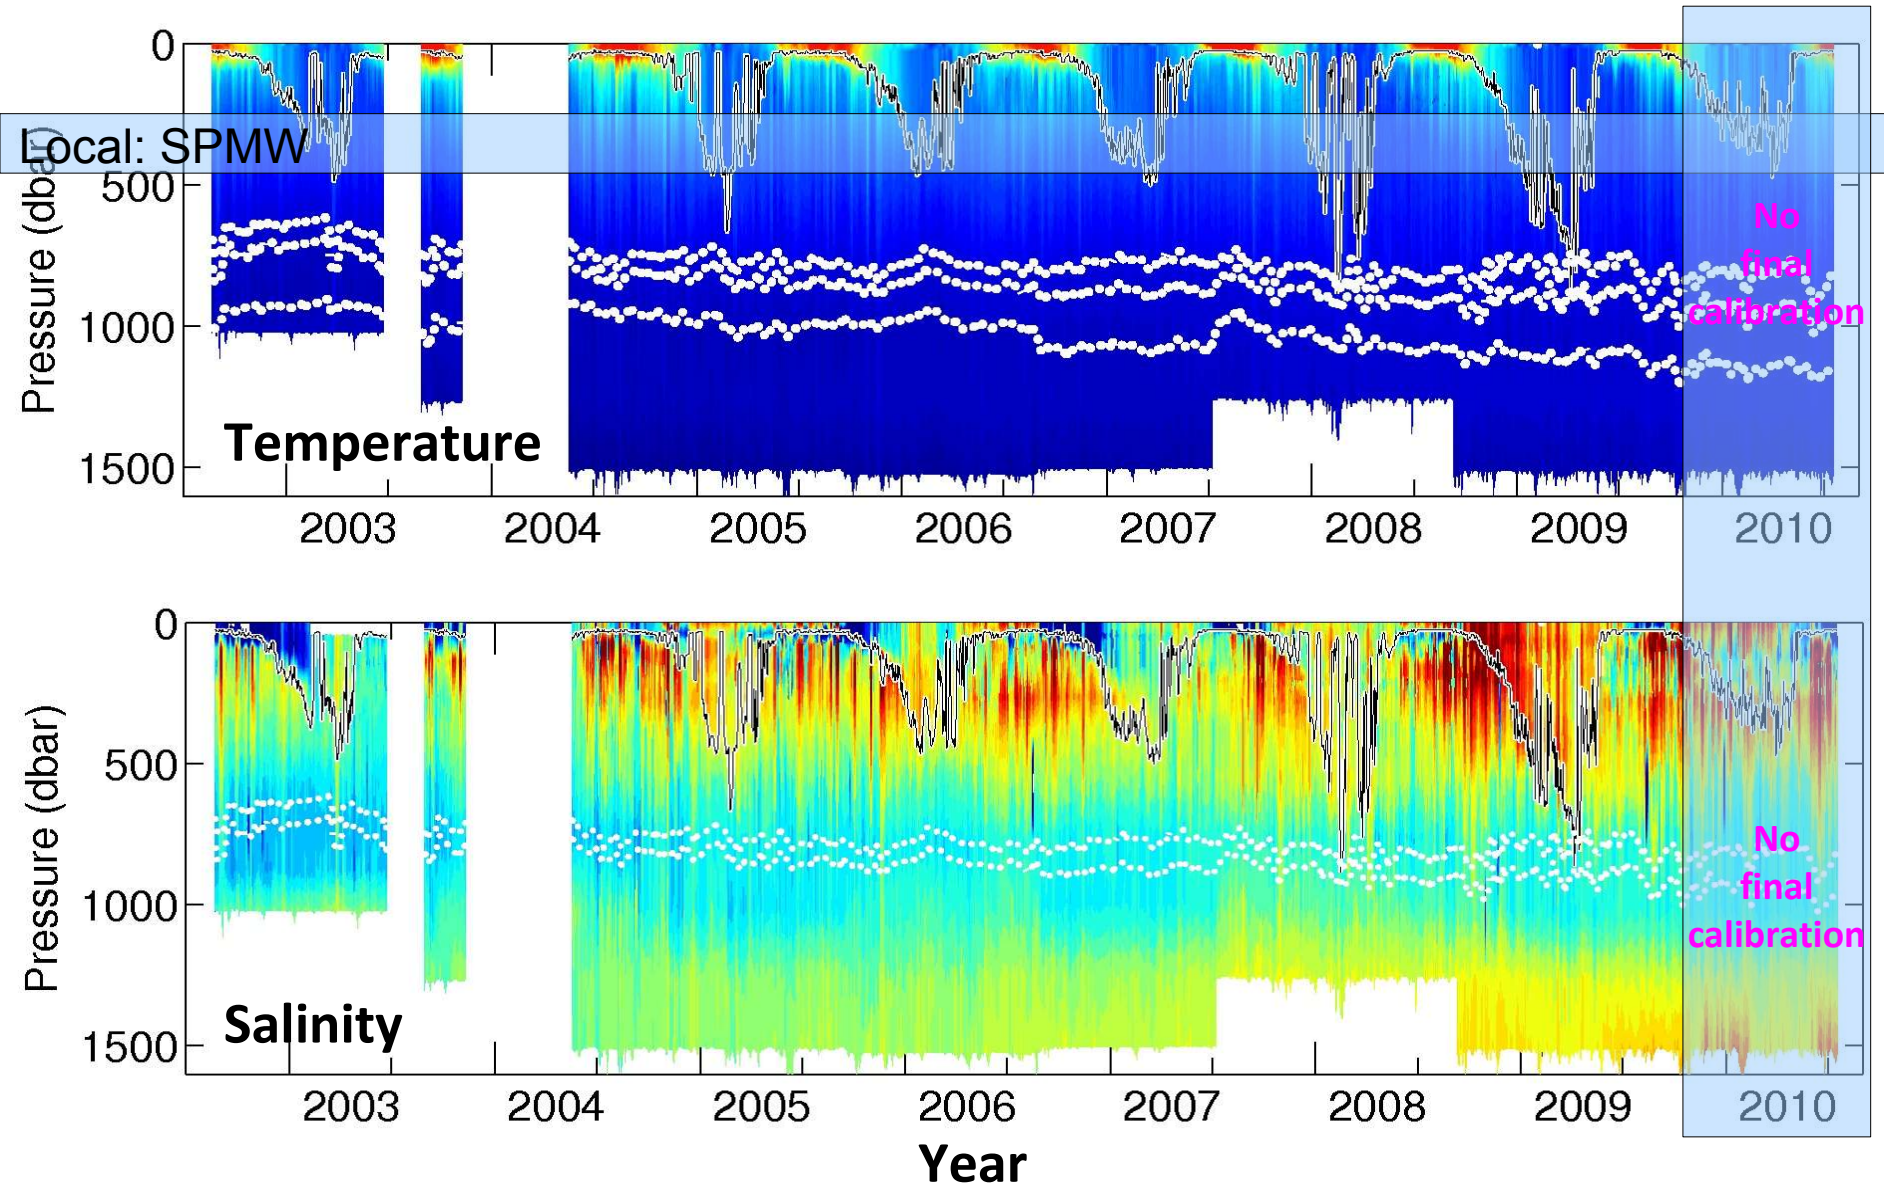 0
Local: SPMW
500
1000
1500
Pressure (dbar)
Temperature
No
final
calibration
2003 2004 2005 2006 2007 2008 2009 2010
0
500
1000
1500
Pressure (dbar)
Salinity
No
final
calibration
2003 2004 2005 2006 2007 2008 2009 2010
Year